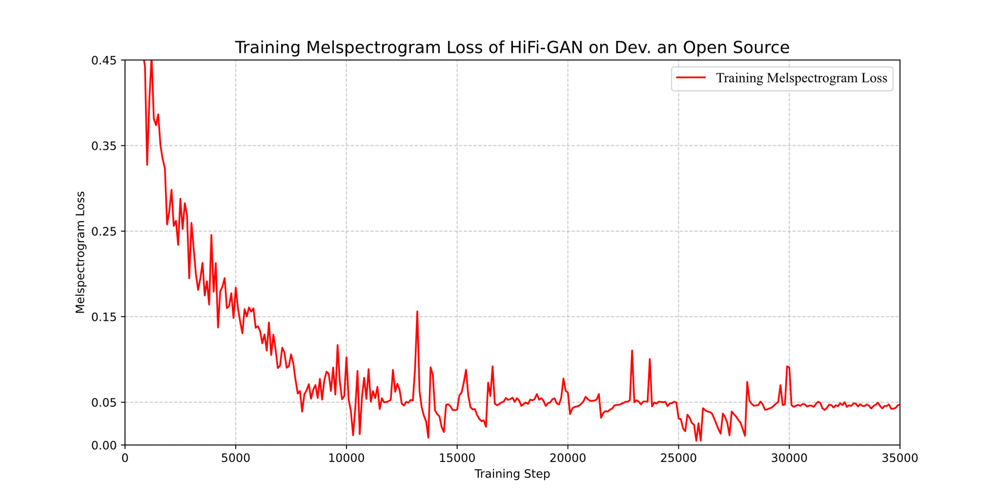 Training Melspectrogram Loss of HiFi-GAN on Dev. an Open Source
Training Melspectrogram Loss
Melspectrogram Loss
0.45
0.35
0.25
0.15
0.05
0.00
0 5000 10000 15000 20000 25000 30000 35000
Training Step